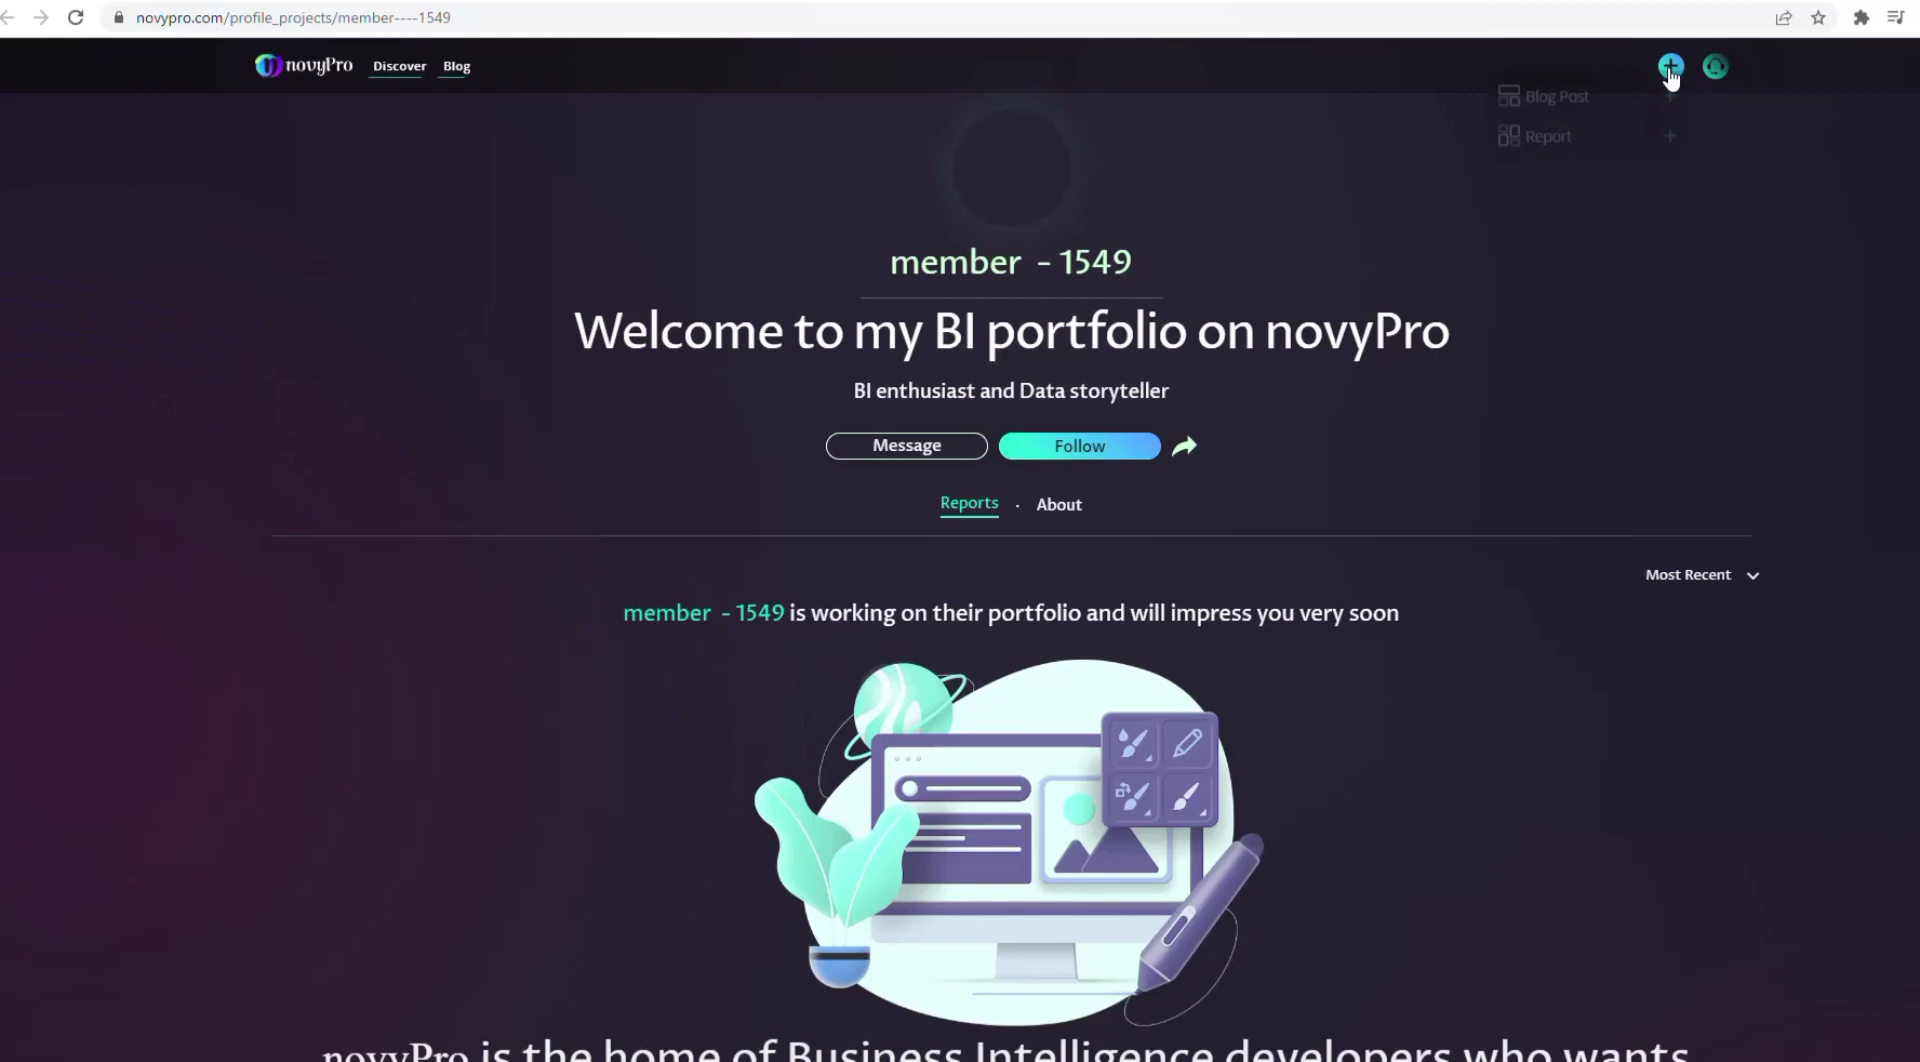 novypro.com/profile_projects/member----1549
novyPro Discover Blog
Blog Post +
Report +
member - 1549
Welcome to my BI portfolio on novyPro
BI enthusiast and Data storyteller
Message Follow
Reports · About
Most Recent
member - 1549 is working on their portfolio and will impress you very soon
novyPro is the home of Business Intelligence developers who wants